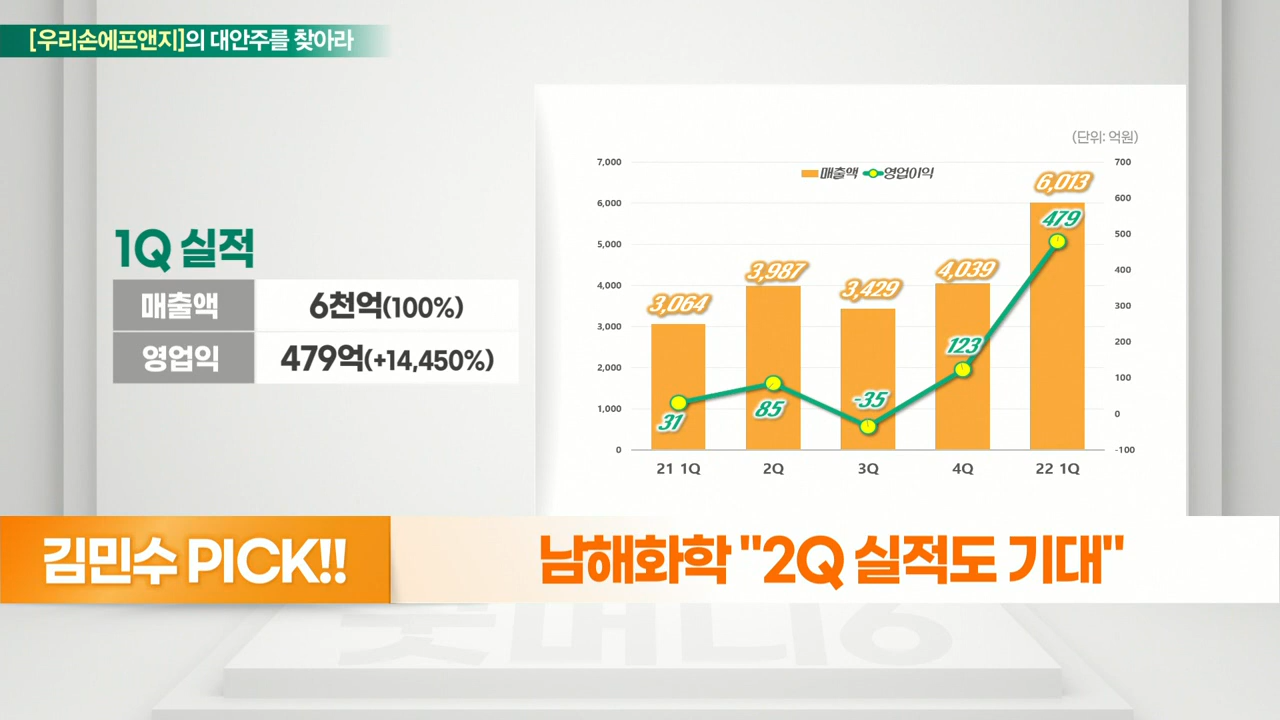 [우리손에프앤지]의 대안주를 찾아라
(단위: 억원)
매출액 영업이익
7,000
6,000
5,000
4,000
3,000
2,000
1,000
0
700
600
500
400
300
200
100
0
-100
3,064
3,987
3,429
4,039
6,013
31
85
-35
123
479
21 1Q
2Q
3Q
4Q
22 1Q
1Q 실적
매출액 6천억(100%)
영업익 479억(+14,450%)
김민수 PICK!!
남해화학 "2Q 실적도 기대"